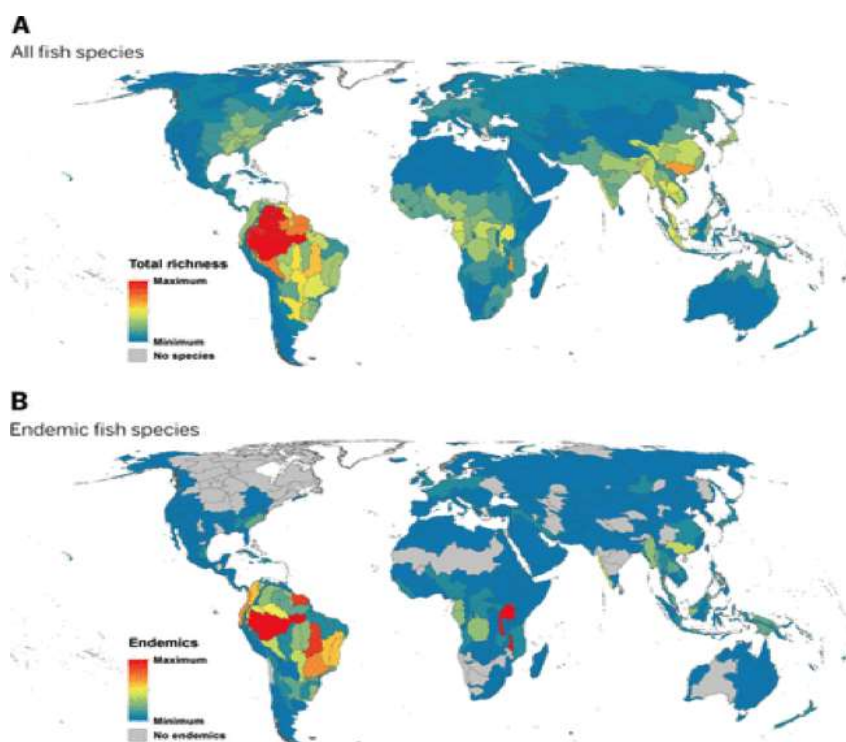 A
All fish species
Total richness
Maximum
Minimum
No species
B
Endemic fish species
Endemics
Maximum
Minimum
No endemics